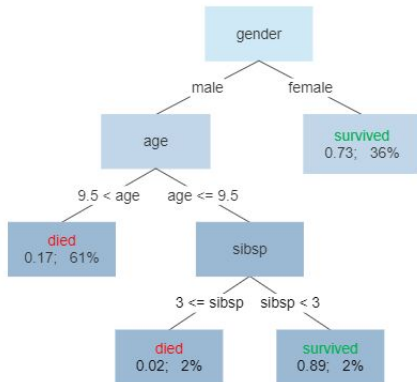 gender
male
female
age
survived
0.73; 36%
9.5 < age
age <= 9.5
died
0.17; 61%
sibsp
3 <= sibsp
sibsp < 3
died
0.02; 2%
survived
0.89; 2%